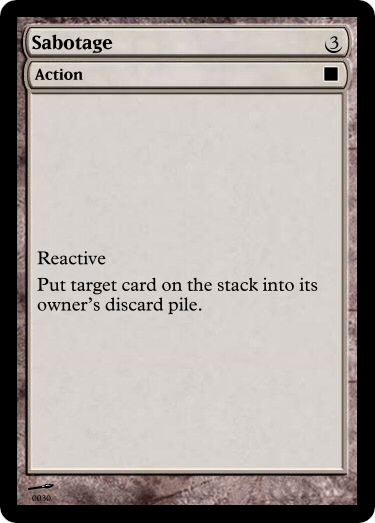 Sabotage 3
Action
Reactive
Put target card on the stack into its
owner's discard pile.
0030